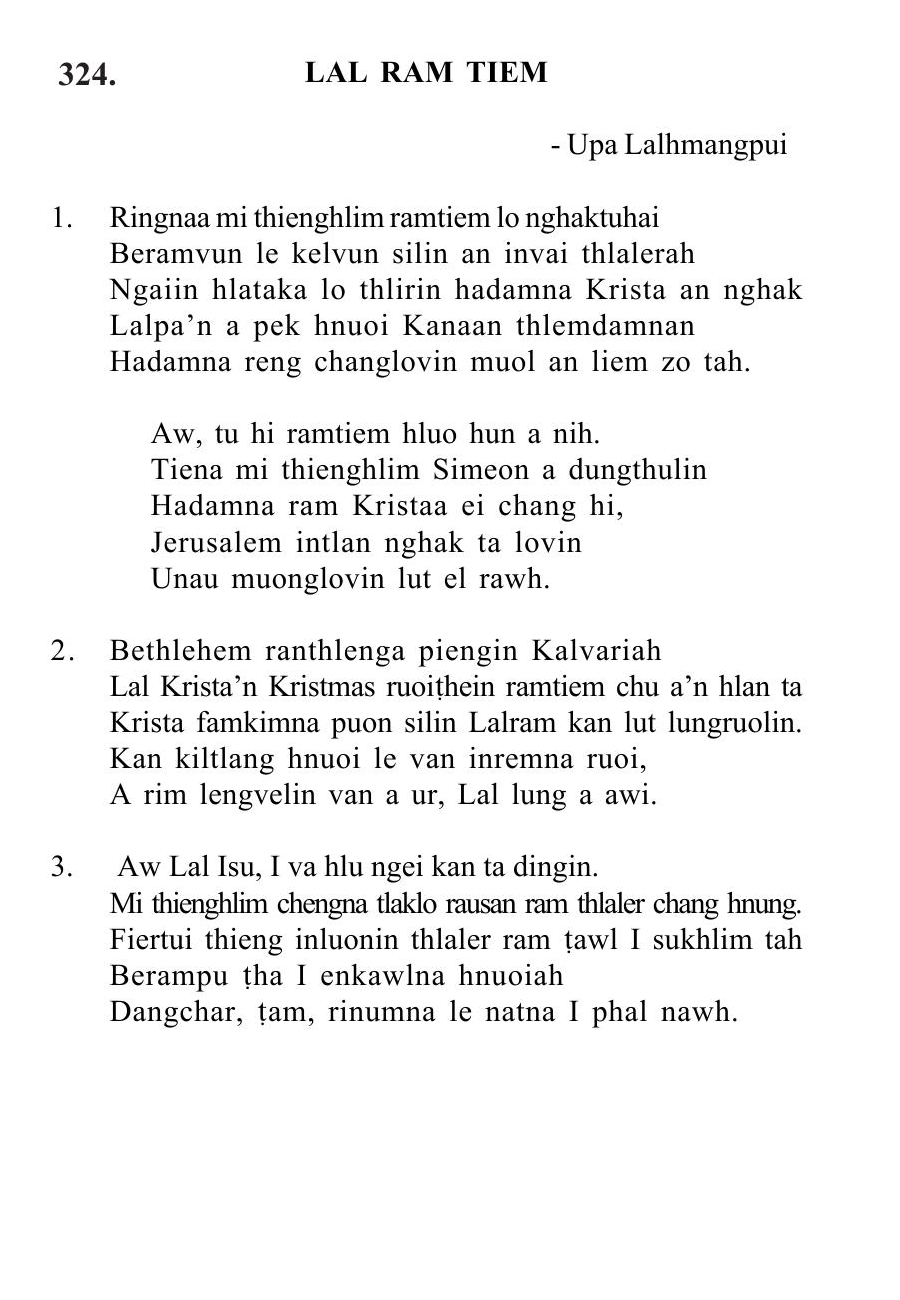 324. LAL RAM TIEM
- Upa Lalhmangpui
1. Ringnaa mi thienghlim ramtiem lo nghaktuhai
Beramvun le kelvun silin an invai thlalerah
Ngaiin hlataka lo thlirin hadamna Krista an nghak
Lalpa’n a pek hnuoi Kanaan thlemdamnan
Hadamna reng changlovin muol an liem zo tah.
Aw, tu hi ramtiem hluo hun a nih.
Tiena mi thienghlim Simeon a dungthulin
Hadamna ram Kristaa ei chang hi,
Jerusalem intlan nghak ta lovin
Unau muonglovin lut el rawh.
2. Bethlehem ranthlenga piengin Kalvariah
Lal Krista’n Kristmas ruoiṭhein ramtiem chu a’n hlan ta
Krista famkimna puon silin Lalram kan lut lungruolin.
Kan kiltlang hnuoi le van inremna ruoi,
A rim lengvelin van a ur, Lal lung a awi.
3. Aw Lal Isu, I va hlu ngei kan ta dingin.
Mi thienghlim chengna tlaklo rausan ram thlaler chang hnung.
Fiertui thieng inluonin thlaler ram ṭawl I sukhlim tah
Berampu ṭha I enkawlna hnuoiah
Dangchar, ṭam, rinumna le natna I phal nawh.